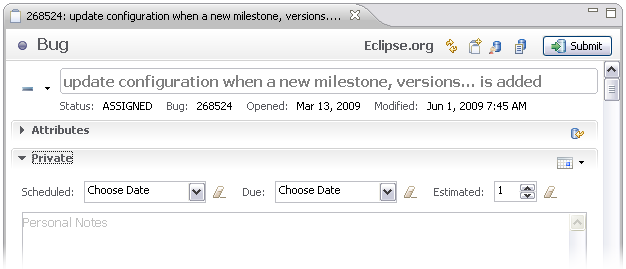 268524: update configuration when a new milestone, versions....
Bug Eclipse.org Submit
update configuration when a new milestone, versions... is added
Status: ASSIGNED Bug: 268524 Opened: Mar 13, 2009 Modified: Jun 1, 2009 7:45 AM
Attributes
Private
Scheduled: Choose Date Due: Choose Date Estimated: 1
Personal Notes